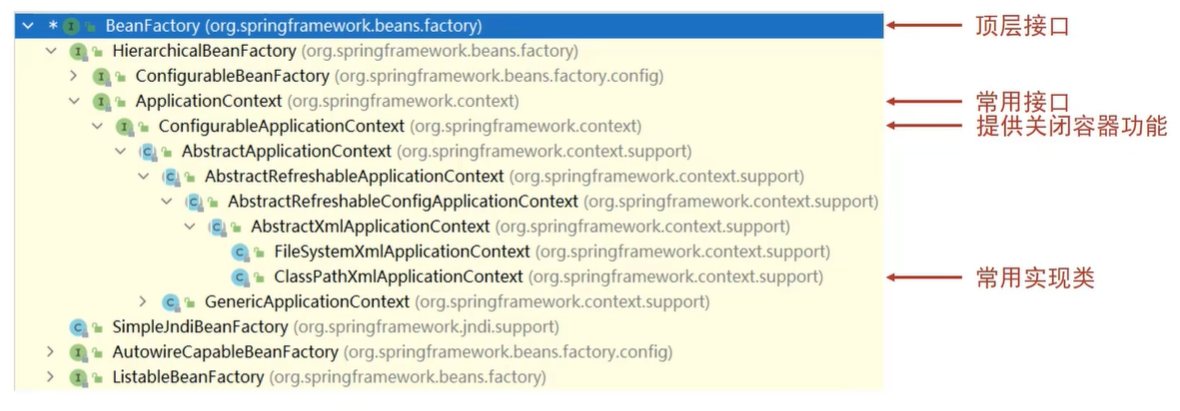 BeanFactory (org.springframework.beans.factory) 顶层接口
HierarchicalBeanFactory (org.springframework.beans.factory)
ConfigurableBeanFactory (org.springframework.beans.factory.config)
ApplicationContext (org.springframework.context) 常用接口
ConfigurableApplicationContext (org.springframework.context) 提供关闭容器功能
AbstractApplicationContext (org.springframework.context.support)
AbstractRefreshableApplicationContext (org.springframework.context.support)
AbstractRefreshableConfigApplicationContext (org.springframework.context.support)
AbstractXmlApplicationContext (org.springframework.context.support)
FileSystemXmlApplicationContext (org.springframework.context.support)
ClassPathXmlApplicationContext (org.springframework.context.support) 常用实现类
GenericApplicationContext (org.springframework.context.support)
SimpleJndiBeanFactory (org.springframework.jndi.support)
AutowireCapableBeanFactory (org.springframework.beans.factory.config)
ListableBeanFactory (org.springframework.beans.factory)